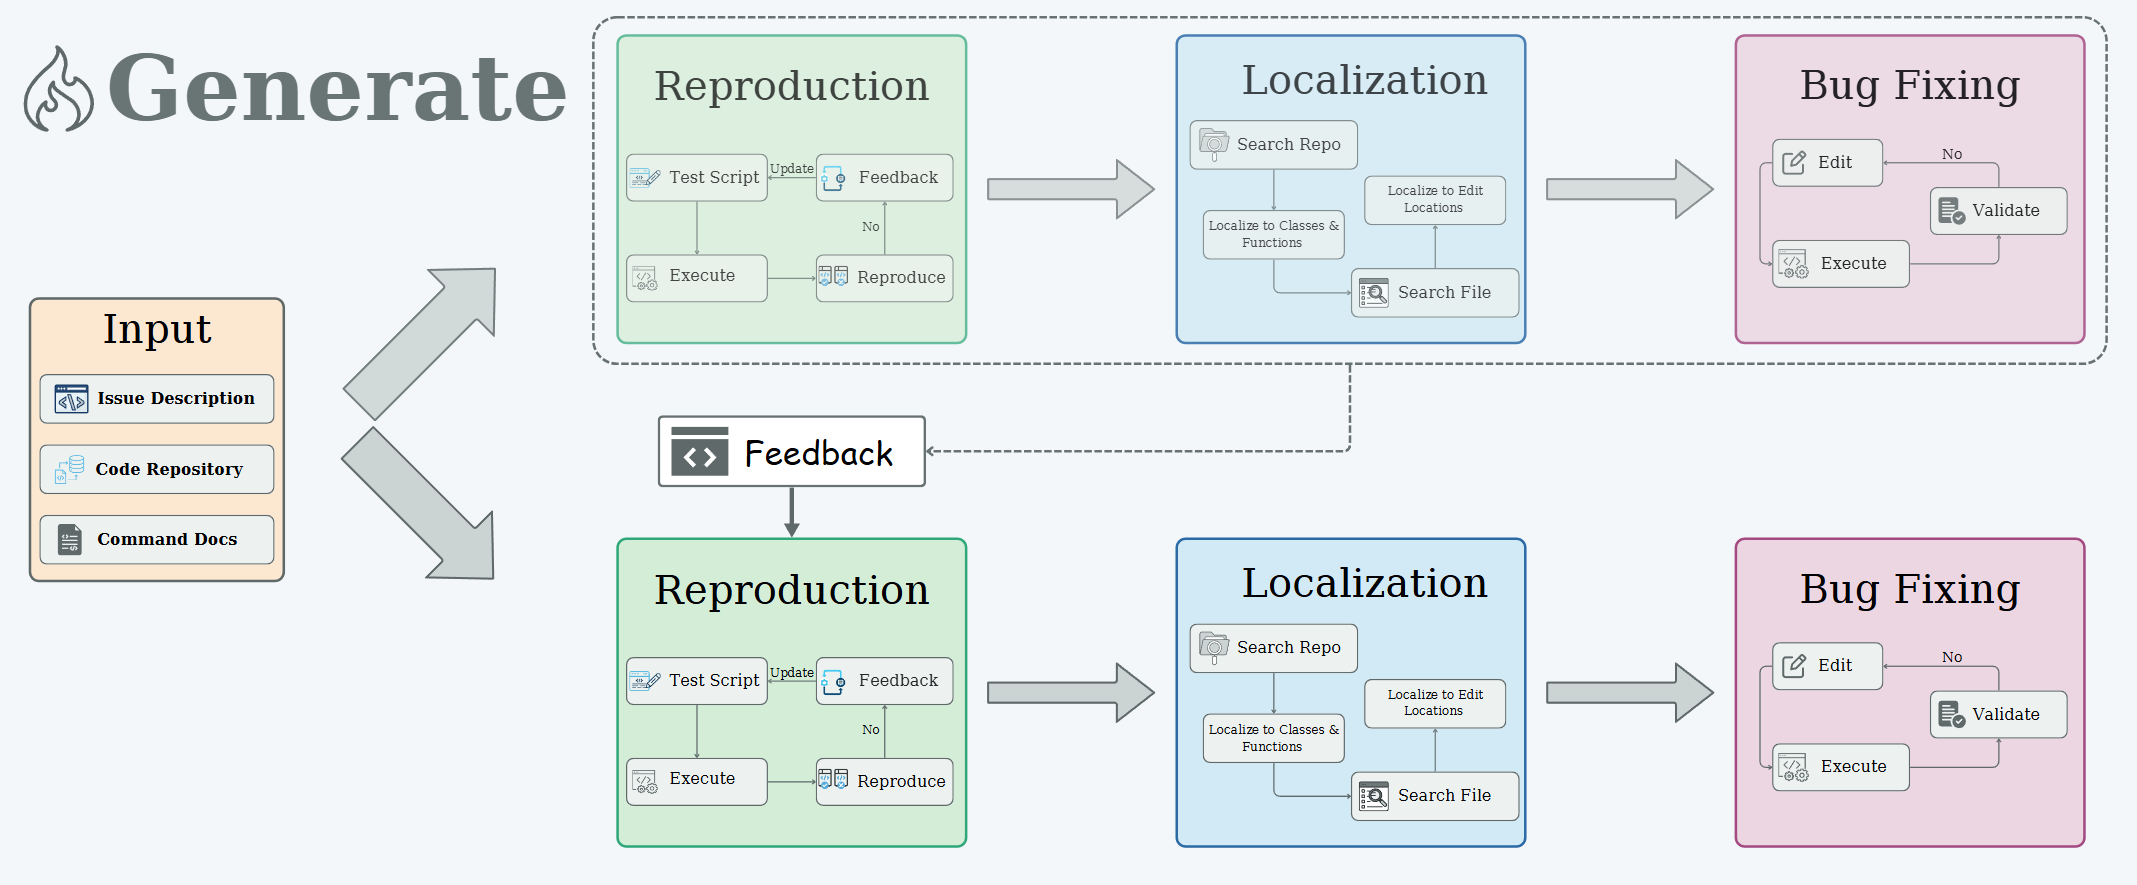 Generate
Input
Issue Description
Code Repository
Command Docs
Reproduction
Test Script
Update
Feedback
No
Execute
Reproduce
Localization
Search Repo
Localize to Classes &
Functions
Localize to Edit
Locations
Search File
Bug Fixing
Edit
No
Validate
Execute
Feedback
Reproduction
Test Script
Update
Feedback
No
Execute
Reproduce
Localization
Search Repo
Localize to Classes &
Functions
Localize to Edit
Locations
Search File
Bug Fixing
Edit
No
Validate
Execute